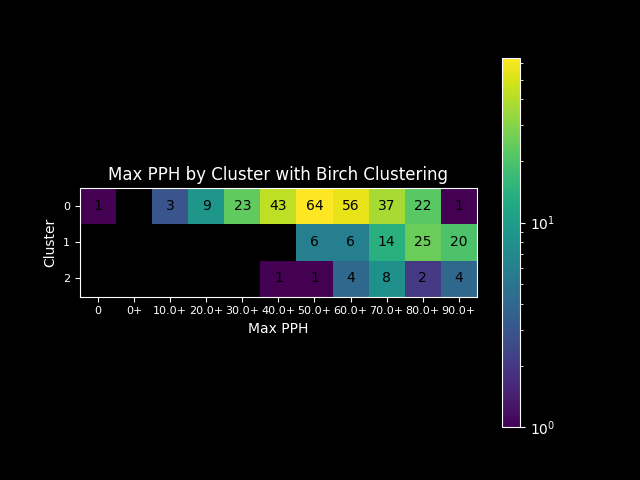 Max PPH by Cluster with Birch Clustering
0 1 3 9 23 43 64 56 37 22 1
1 6 6 14 25 20
2 1 1 4 8 2 4
0 0+ 10.0+ 20.0+ 30.0+ 40.0+ 50.0+ 60.0+ 70.0+ 80.0+ 90.0+
Max PPH
Cluster
10¹
10⁰